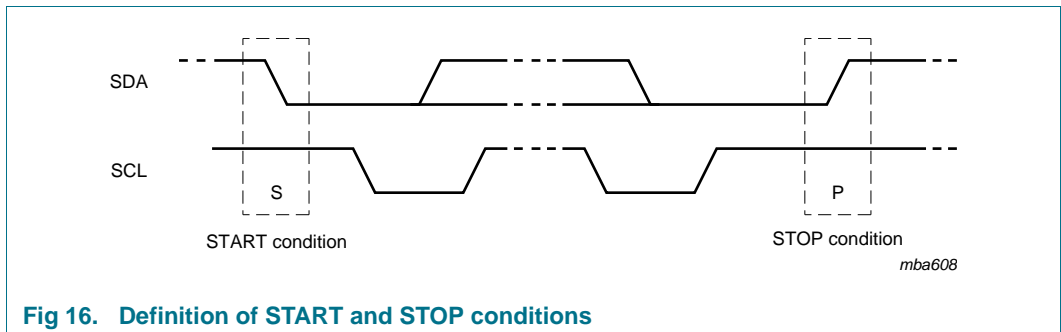 SDA
SCL
S
P
START condition
STOP condition
mba608
Fig 16. Definition of START and STOP conditions